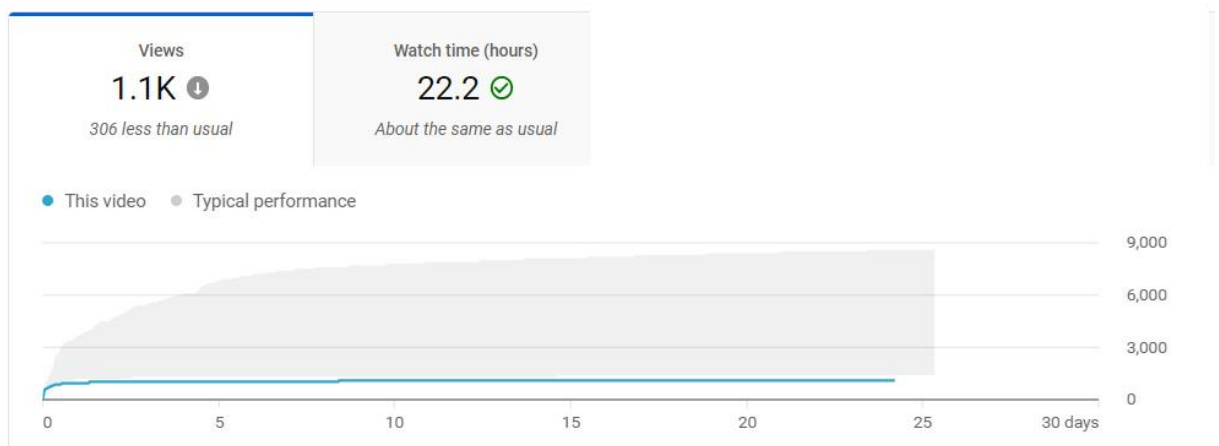 Views
1.1K
306 less than usual
Watch time (hours)
22.2
About the same as usual
This video
Typical performance
9,000
6,000
3,000
0
0 5 10 15 20 25 30 days